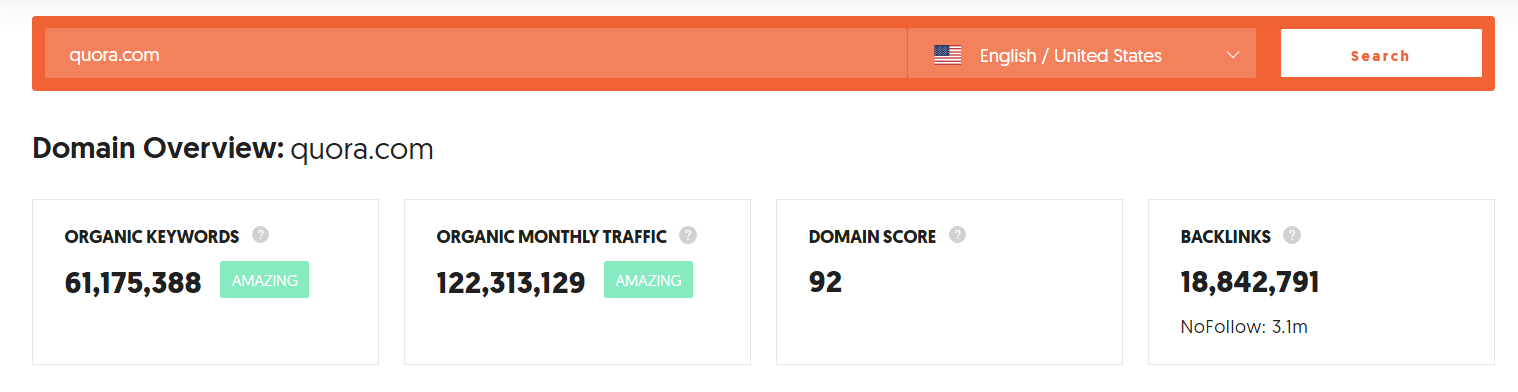 quora.com
English / United States
Search
Domain Overview: quora.com
ORGANIC KEYWORDS ?
61,175,388 AMAZING
ORGANIC MONTHLY TRAFFIC ?
122,313,129 AMAZING
DOMAIN SCORE ?
92
BACKLINKS ?
18,842,791
NoFollow: 3.1m